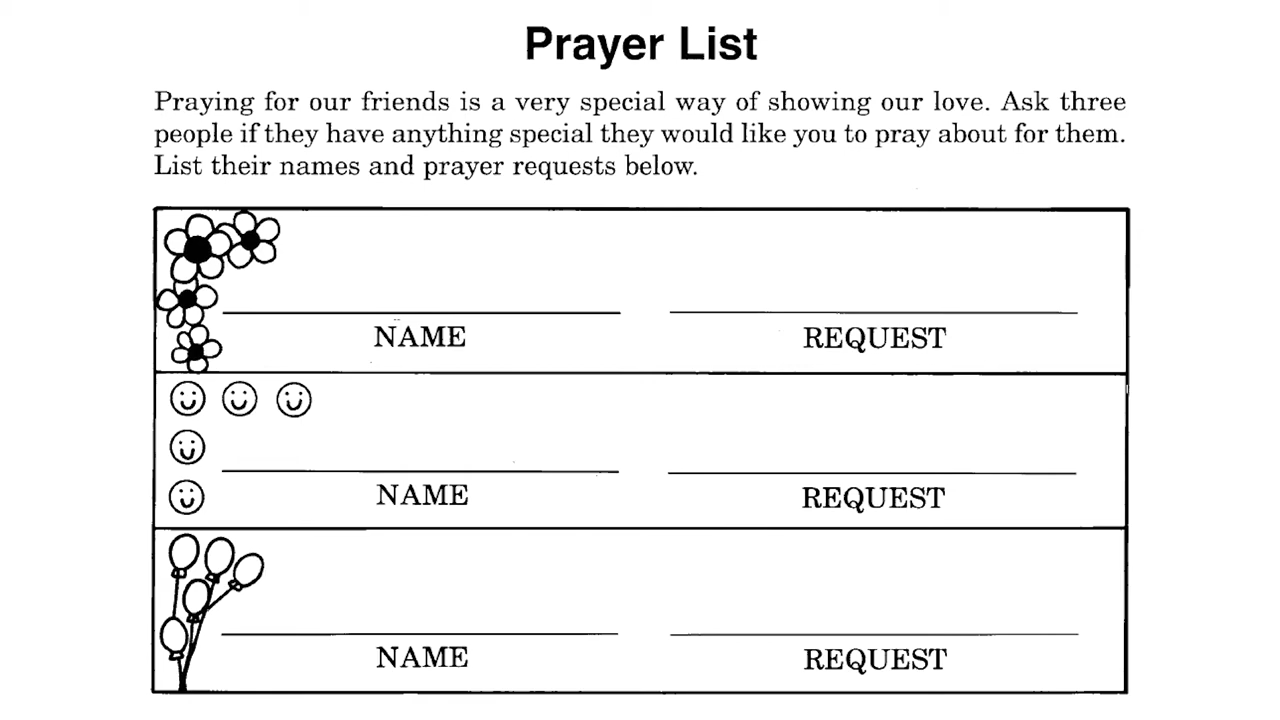 Prayer List
Praying for our friends is a very special way of showing our love. Ask three
people if they have anything special they would like you to pray about for them.
List their names and prayer requests below.
NAME REQUEST
NAME REQUEST
NAME REQUEST